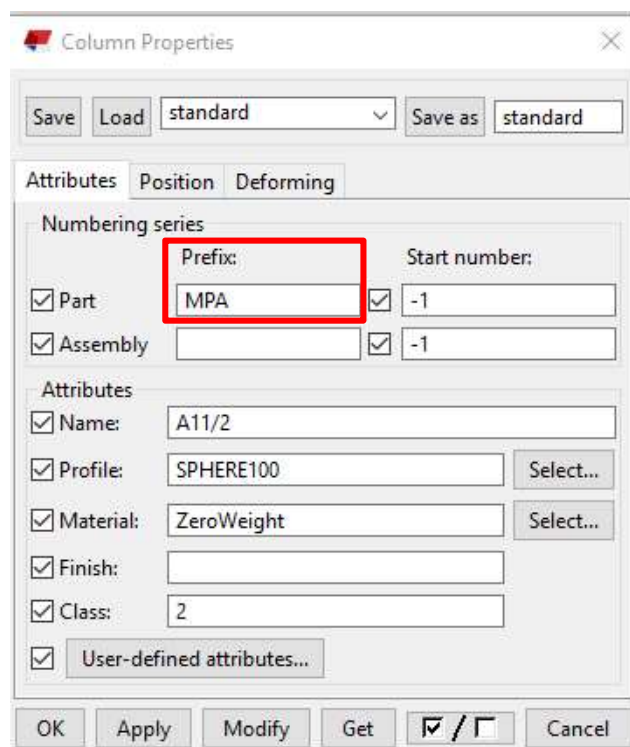 Column Properties
Save Load standard Save as standard
Attributes Position Deforming
Numbering series
Prefix: Start number:
Part MPA -1
Assembly -1
Attributes
Name: A11/2
Profile: SPHERE100 Select...
Material: ZeroWeight Select...
Finish:
Class: 2
User-defined attributes...
OK Apply Modify Get / Cancel